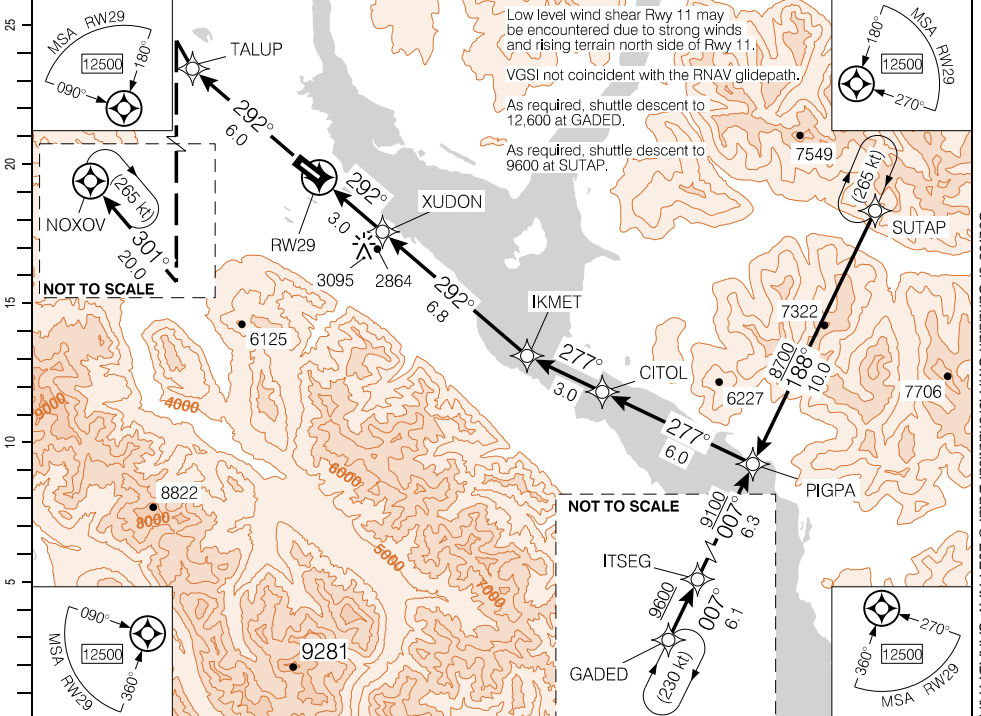 25
20
15
10
5
MSA RW29
12500
090°
180°
MSA RW29
12500
180°
270°
Low level wind shear Rwy 11 may
be encountered due to strong winds
and rising terrain north side of Rwy 11.
VGSI not coincident with the RNAV glidepath.
As required, shuttle descent to
12,600 at GADED.
As required, shuttle descent to
9600 at SUTAP.
TALUP
292°
6.0
7549
(265 kt)
SUTAP
NOXOV
(265 kt)
301°
20.0
NOT TO SCALE
RW29
292°
3.0
XUDON
3095
2864
292°
6.8
IKMET
277°
3.0
CITOL
277°
6.0
7322
8700
188°
10.0
6227
7706
PIGPA
6125
9000
4000
6000
8822
8000
5000
7000
9281
NOT TO SCALE
9100
007°
6.3
ITSEG
9600
007°
6.1
GADED
(230 kt)
090°
MSA RW29
12500
360°
360°
270°
12500
MSA RW29